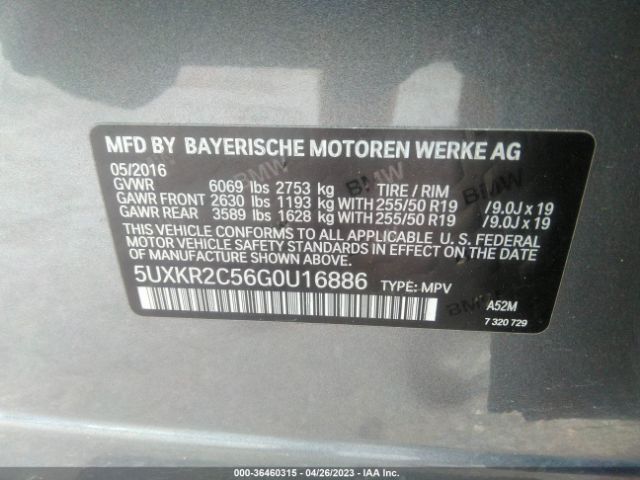 MFD BY BAYERISCHE MOTOREN WERKE AG
05/2016
GVWR 6069 lbs 2753 kg TIRE / RIM
GAWR FRONT 2630 lbs 1193 kg WITH 255/50 R19 /9.0J x 19
GAWR REAR 3589 lbs 1628 kg WITH 255/50 R19 /9.0J x 19
THIS VEHICLE CONFORMS TO ALL APPLICABLE U.S. FEDERAL
MOTOR VEHICLE SAFETY STANDARDS IN EFFECT ON THE DATE
OF MANUFACTURE SHOWN ABOVE.
5UXKR2C56G0U16886 TYPE: MPV
A52M
7 320 729
000-36460315 - 04/26/2023 - IAA Inc.